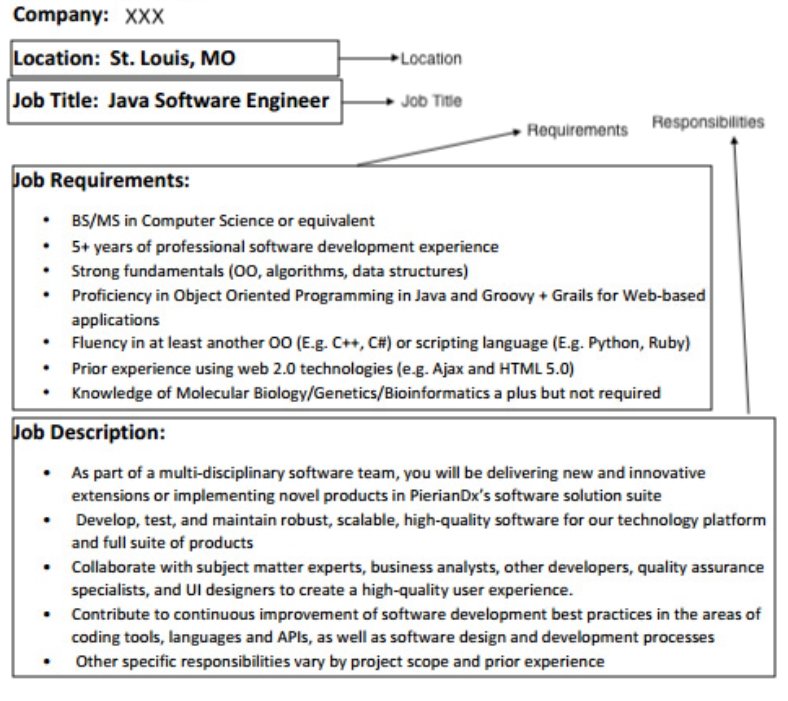 Company: XXX
Location: St. Louis, MO
Location
Job Title: Java Software Engineer
Job Title
Requirements
Responsibilities
Job Requirements:
• BS/MS in Computer Science or equivalent
• 5+ years of professional software development experience
• Strong fundamentals (OO, algorithms, data structures)
• Proficiency in Object Oriented Programming in Java and Groovy + Grails for Web-based
applications
• Fluency in at least another OO (E.g. C++, C#) or scripting language (E.g. Python, Ruby)
• Prior experience using web 2.0 technologies (e.g. Ajax and HTML 5.0)
• Knowledge of Molecular Biology/Genetics/Bioinformatics a plus but not required
Job Description:
• As part of a multi-disciplinary software team, you will be delivering new and innovative
extensions or implementing novel products in PierianDx's software solution suite
• Develop, test, and maintain robust, scalable, high-quality software for our technology platform
and full suite of products
• Collaborate with subject matter experts, business analysts, other developers, quality assurance
specialists, and UI designers to create a high-quality user experience.
• Contribute to continuous improvement of software development best practices in the areas of
coding tools, languages and APIs, as well as software design and development processes
• Other specific responsibilities vary by project scope and prior experience